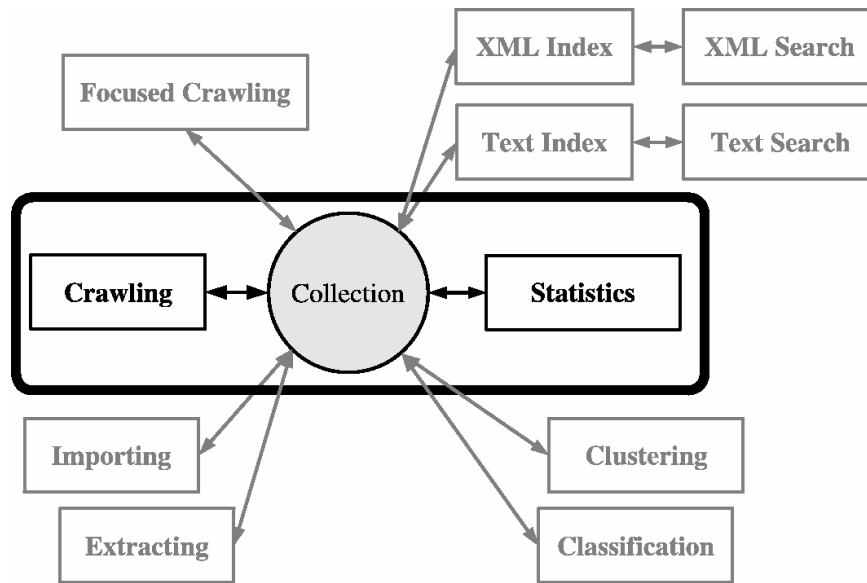 XML Index
XML Search
Focused Crawling
Text Index
Text Search
Crawling
Collection
Statistics
Importing
Clustering
Extracting
Classification